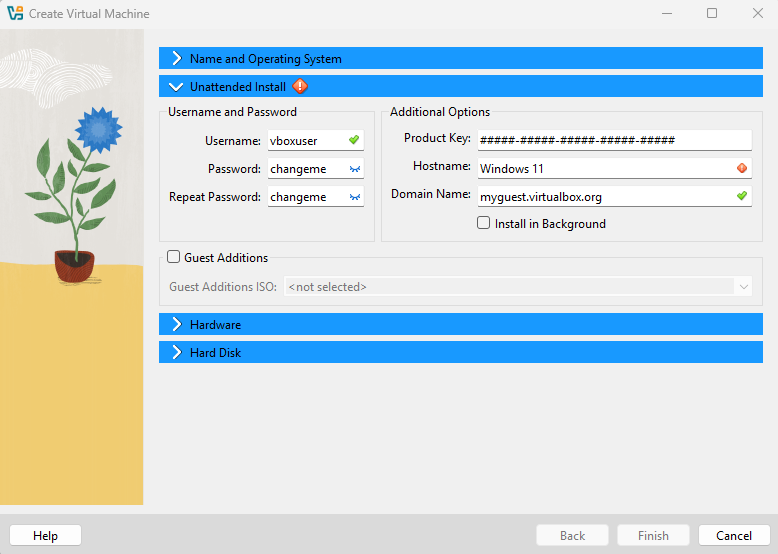 Create Virtual Machine
Name and Operating System
Unattended Install
Username and Password
Username: vboxuser
Password: changeme
Repeat Password: changeme
Additional Options
Product Key: #####-#####-#####-#####-#####
Hostname: Windows 11
Domain Name: myguest.virtualbox.org
Install in Background
Guest Additions
Guest Additions ISO: <not selected>
Hardware
Hard Disk
Help Back Finish Cancel